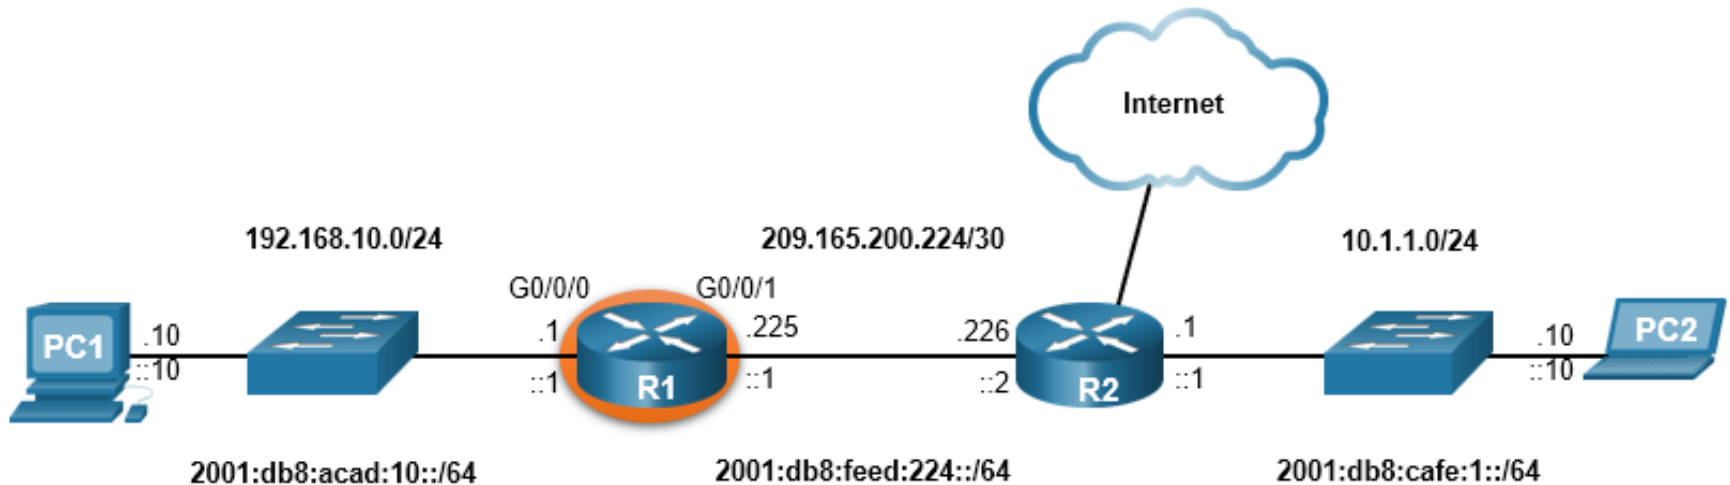 Internet
192.168.10.0/24
209.165.200.224/30
10.1.1.0/24
G0/0/0
G0/0/1
PC1
.10
::10
.1
::1
R1
.225
::1
.226
::2
R2
.1
::1
.10
::10
PC2
2001:db8:acad:10::/64
2001:db8:feed:224::/64
2001:db8:cafe:1::/64